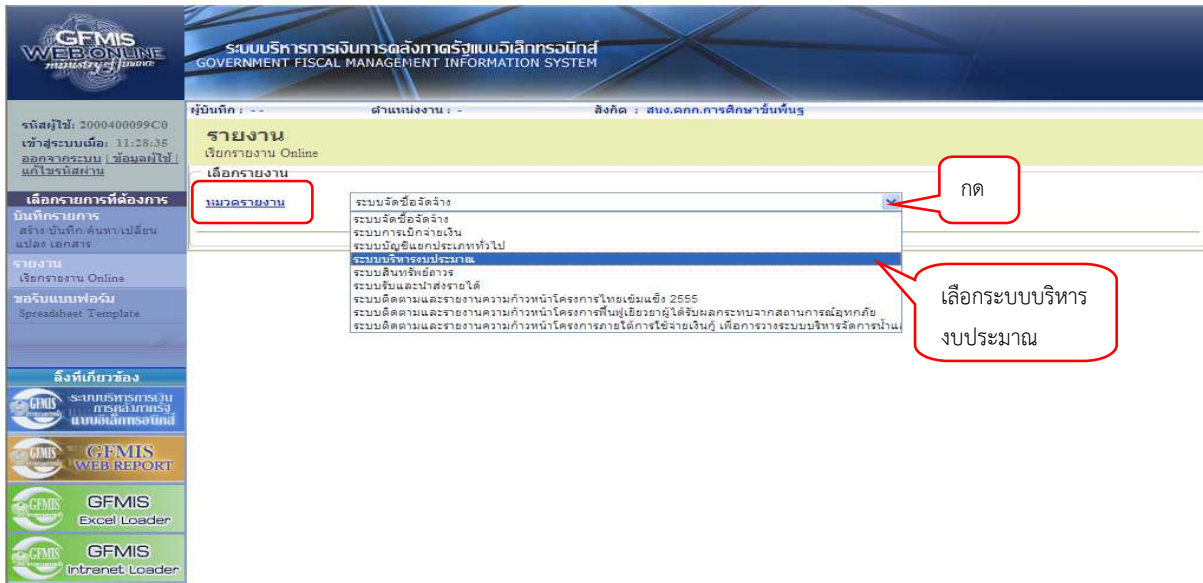 GFMIS
WEB ONLINE
ministry of finance
ระบบบริหารการเงินการคลังภาครัฐแบบอิเล็กทรอนิกส์
GOVERNMENT FISCAL MANAGEMENT INFORMATION SYSTEM
ผู้บันทึก : - - ตำแหน่งงาน : - สังกัด : สนง.คกก.การศึกษาขั้นพื้นฐ
รหัสผู้ใช้: 2000400099C0
เข้าสู่ระบบเมื่อ: 11:28:35
ออกจากระบบ | ข้อมูลผู้ใช้ |
แก้ไขรหัสผ่าน
รายงาน
เรียกรายงาน Online
เลือกรายงาน
หมวดรายงาน
ระบบจัดซื้อจัดจ้าง
กด
ระบบจัดซื้อจัดจ้าง
ระบบการเบิกจ่ายเงิน
ระบบบัญชีแยกประเภททั่วไป
ระบบบริหารงบประมาณ
ระบบสินทรัพย์ถาวร
ระบบรับและนำส่งรายได้
ระบบติดตามและรายงานความก้าวหน้าโครงการไทยเข้มแข็ง 2555
ระบบติดตามและรายงานความก้าวหน้าโครงการฟื้นฟูเยียวยาผู้ได้รับผลกระทบจากสถานการณ์อุทกภัย
ระบบติดตามและรายงานความก้าวหน้าโครงการภายใต้การใช้จ่ายเงินกู้ เพื่อการวางระบบบริหารจัดการน้ำแ
เลือกระบบบริหาร
งบประมาณ
เลือกรายการที่ต้องการ
บันทึกรายการ
สร้าง/บันทึก/ค้นหา/เปลี่ยน
แปลง เอกสาร
รายงาน
เรียกรายงาน Online
ขอรับแบบฟอร์ม
Spreadsheet Template
ลิ้งที่เกี่ยวข้อง
GFMIS ระบบบริหารการเงิน
การคลังภาครัฐ
แบบอิเล็กทรอนิกส์
GFMIS GFMIS
WEB REPORT
GFMIS GFMIS
Excel Loader
GFMIS GFMIS
Intranet Loader